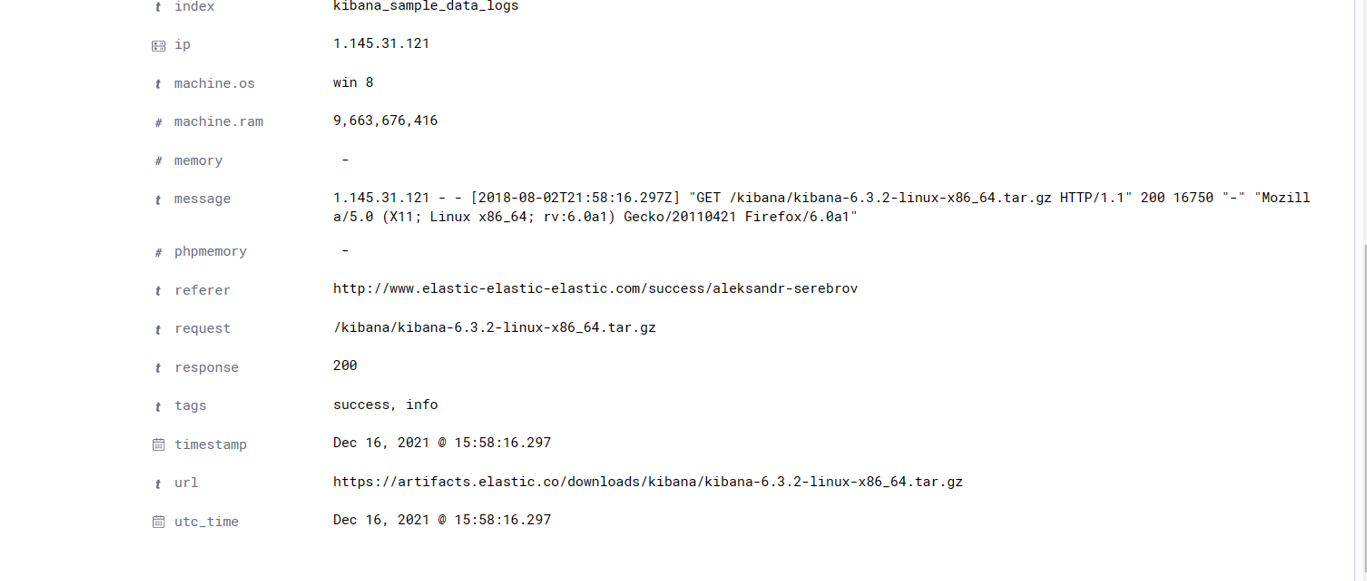 t index kibana_sample_data_logs
ip 1.145.31.121
t machine.os win 8
# machine.ram 9,663,676,416
# memory -
t message 1.145.31.121 - - [2018-08-02T21:58:16.297Z] "GET /kibana/kibana-6.3.2-linux-x86_64.tar.gz HTTP/1.1" 200 16750 "-" "Mozill
a/5.0 (X11; Linux x86_64; rv:6.0a1) Gecko/20110421 Firefox/6.0a1"
# phpmemory -
t referer http://www.elastic-elastic-elastic.com/success/aleksandr-serebrov
t request /kibana/kibana-6.3.2-linux-x86_64.tar.gz
t response 200
t tags success, info
timestamp Dec 16, 2021 @ 15:58:16.297
t url https://artifacts.elastic.co/downloads/kibana/kibana-6.3.2-linux-x86_64.tar.gz
utc_time Dec 16, 2021 @ 15:58:16.297